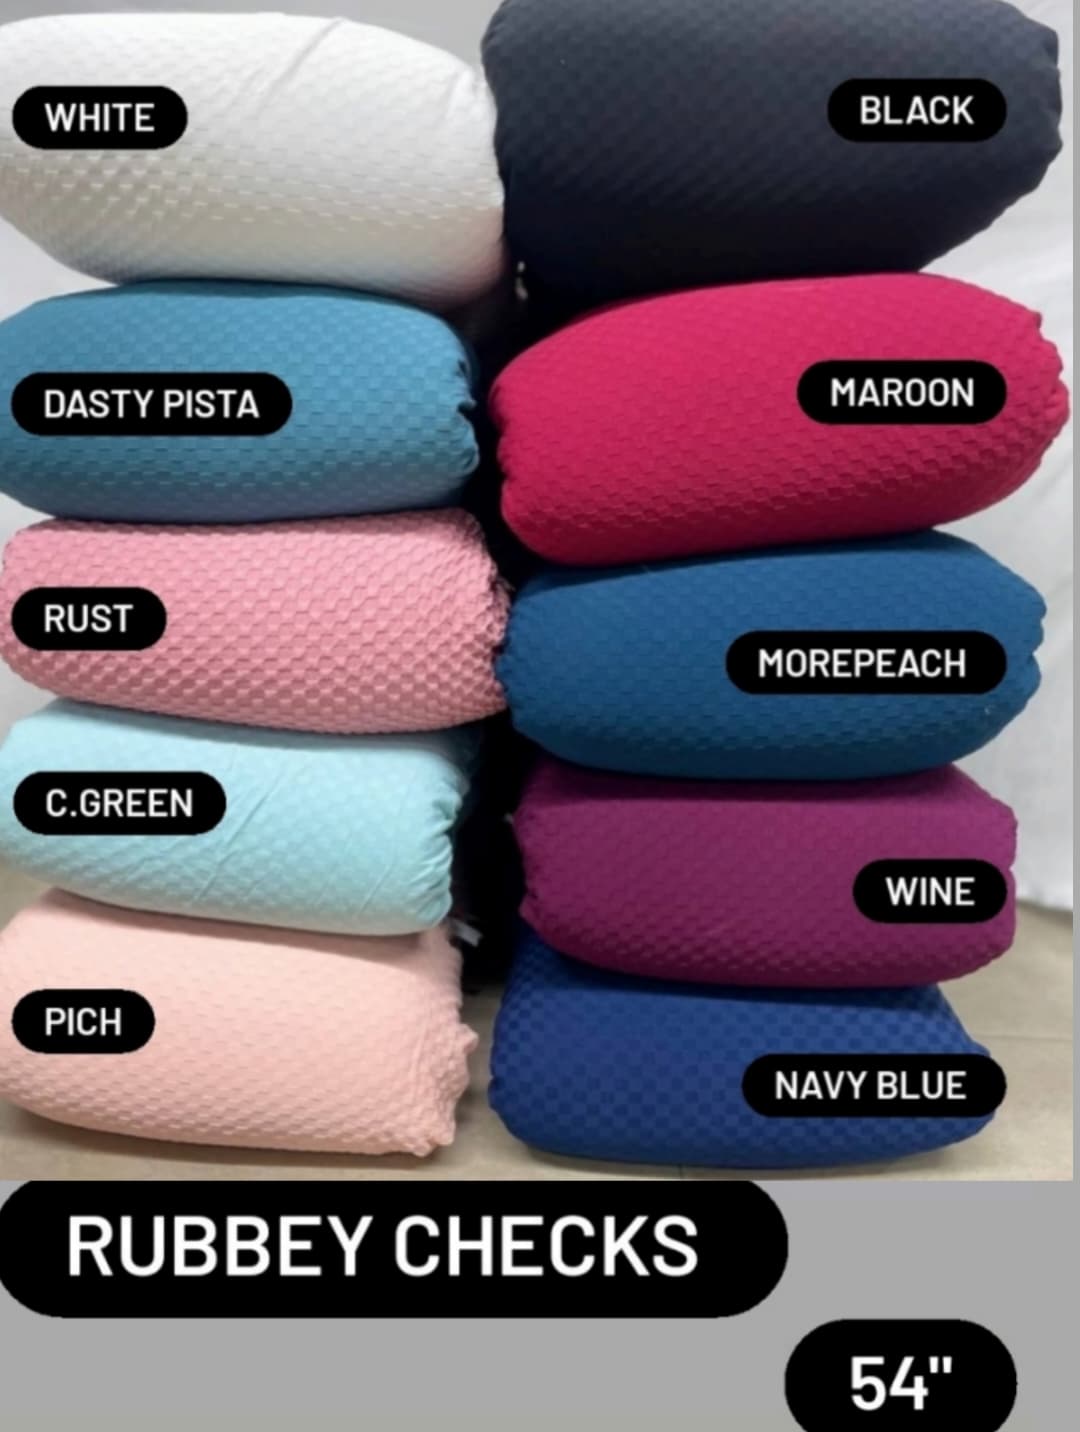 WHITE
BLACK
DASTY PISTA
MAROON
RUST
MOREPEACH
C.GREEN
WINE
PICH
NAVY BLUE
RUBBEY CHECKS
54"